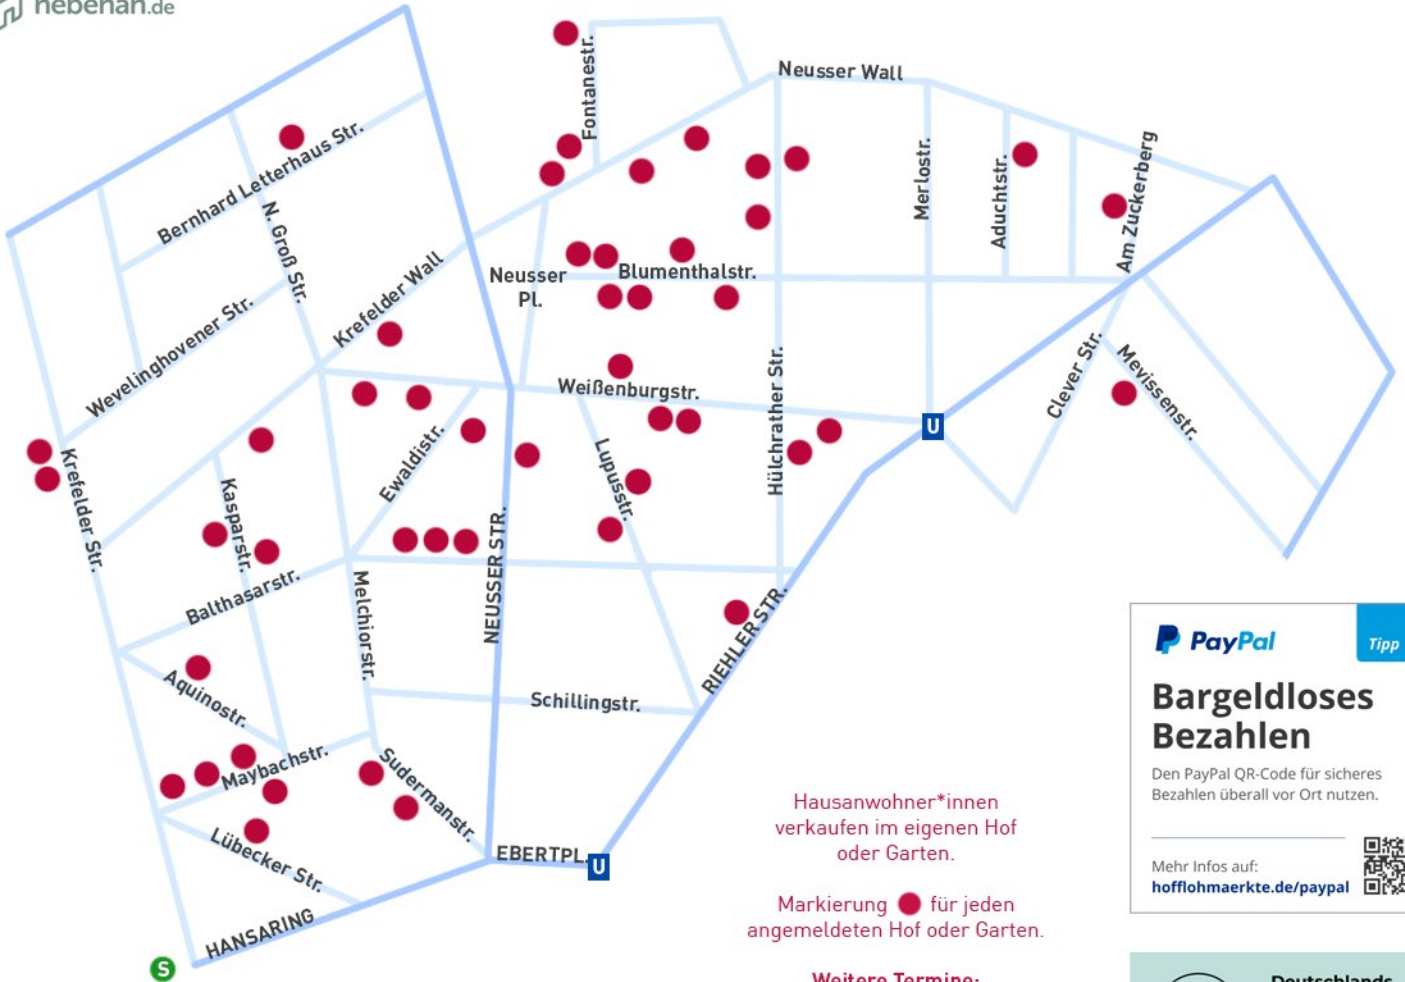 nebenan.de
Fontanestr.
Neusser Wall
Bernhard Letterhaus Str.
N. Groß Str.
Merlostr.
Aduchtstr.
Am Zuckerberg
Krefelder Wall
Neusser
Pl.
Blumenthalstr.
Wevelinghovener Str.
Weißenburgstr.
Hülchrather Str.
U
Clever Str.
Mevissenstr.
Krefelder Str.
Kasparstr.
Ewaldistr.
Lupusstr.
NEUSSER STR.
Balthasarstr.
Melchiorstr.
RIEHLER STR.
Aquinostr.
Schillingstr.
Maybachstr.
Sudermanstr.
Lübecker Str.
EBERTPL.
U
HANSARING
S
Hausanwohner*innen
verkaufen im eigenen Hof
oder Garten.
Markierung für jeden
angemeldeten Hof oder Garten.
Weitere Termine:
PayPal
Tipp
Bargeldloses
Bezahlen
Den PayPal QR-Code für sicheres
Bezahlen überall vor Ort nutzen.
Mehr Infos auf:
hofflohmaerkte.de/paypal
Deutschlands